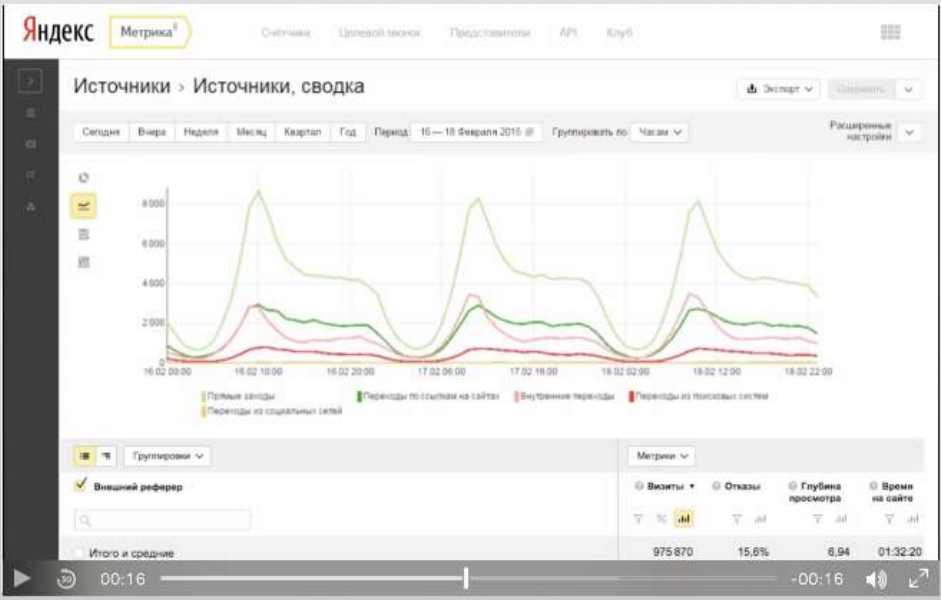 Яндекс Метрика β Счётчики Целевой звонок Представители API Клуб
Источники › Источники, сводка
Экспорт Сохранить
Сегодня Вчера Неделя Месяц Квартал Год Период 16 — 18 Февраля 2016 Группировать по Часам Расширенные
настройки
8 000
6 000
4 000
2 000
0
16.02 00:00 16.02 10:00 16.02 20:00 17.02 06:00 17.02 16:00 18.02 02:00 18.02 12:00 18.02 22:00
Прямые заходы Переходы по ссылкам на сайтах Внутренние переходы Переходы из поисковых систем
Переходы из социальных сетей
Группировки Метрики
Внешний реферер Визиты Отказы Глубина
просмотра Время
на сайте
Итого и средние 975 870 15,6% 6,94 01:32:20
30 00:16 -00:16